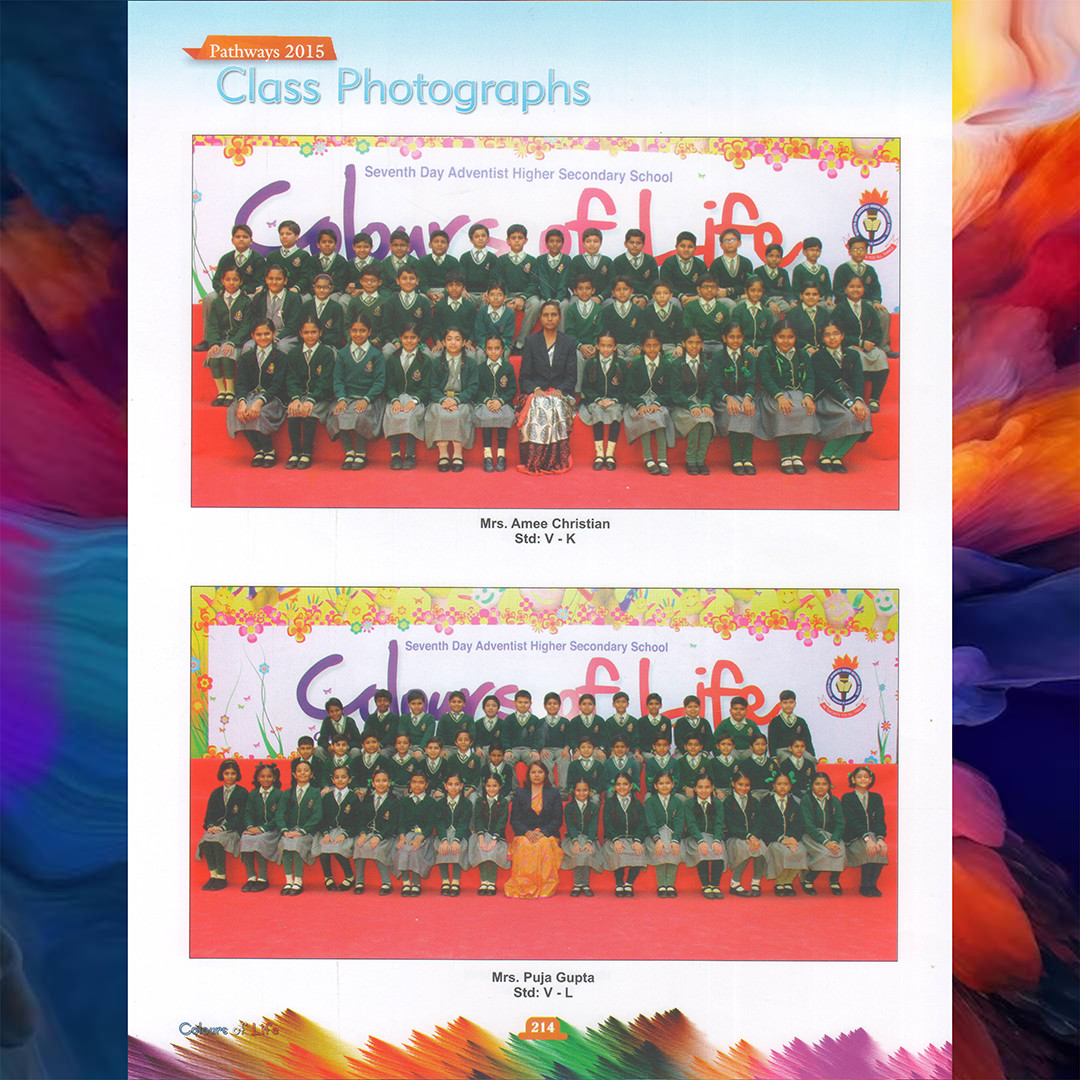 Pathways 2015
Class Photographs
Seventh Day Adventist Higher Secondary School
Colours of Life
Mrs. Amee Christian
Std: V - K
Seventh Day Adventist Higher Secondary School
Colours of Life
Mrs. Puja Gupta
Std: V - L
Colours of Life
214